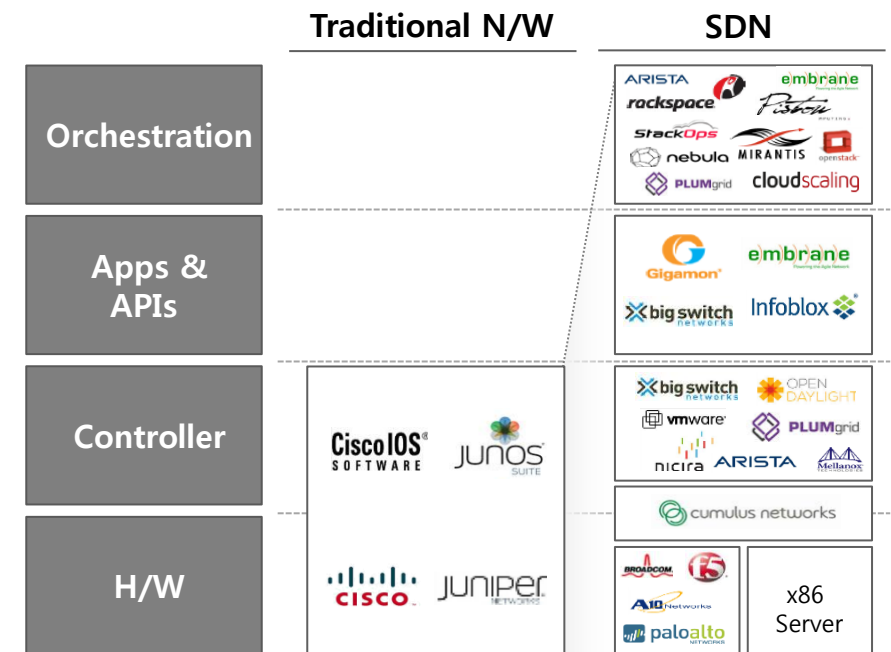 Traditional N/W
SDN
Orchestration
ARISTA
embrane
rackspace
Piston
StackOps
nebula
MIRANTIS
openstack
PLUMgrid
cloudscaling
Apps &
APIs
Gigamon®
embrane
big switch
networks
Infoblox
Controller
Cisco IOS®
SOFTWARE
JUNOS
SUITE
big switch
networks
OPEN
DAYLIGHT
vmware®
PLUMgrid
nicira
ARISTA
Mellanox
TECHNOLOGIES
cumulus networks
H/W
CISCO
JUNIPER
NETWORKS
BROADCOM
f5
A10 Networks
paloalto
NETWORKS
x86
Server